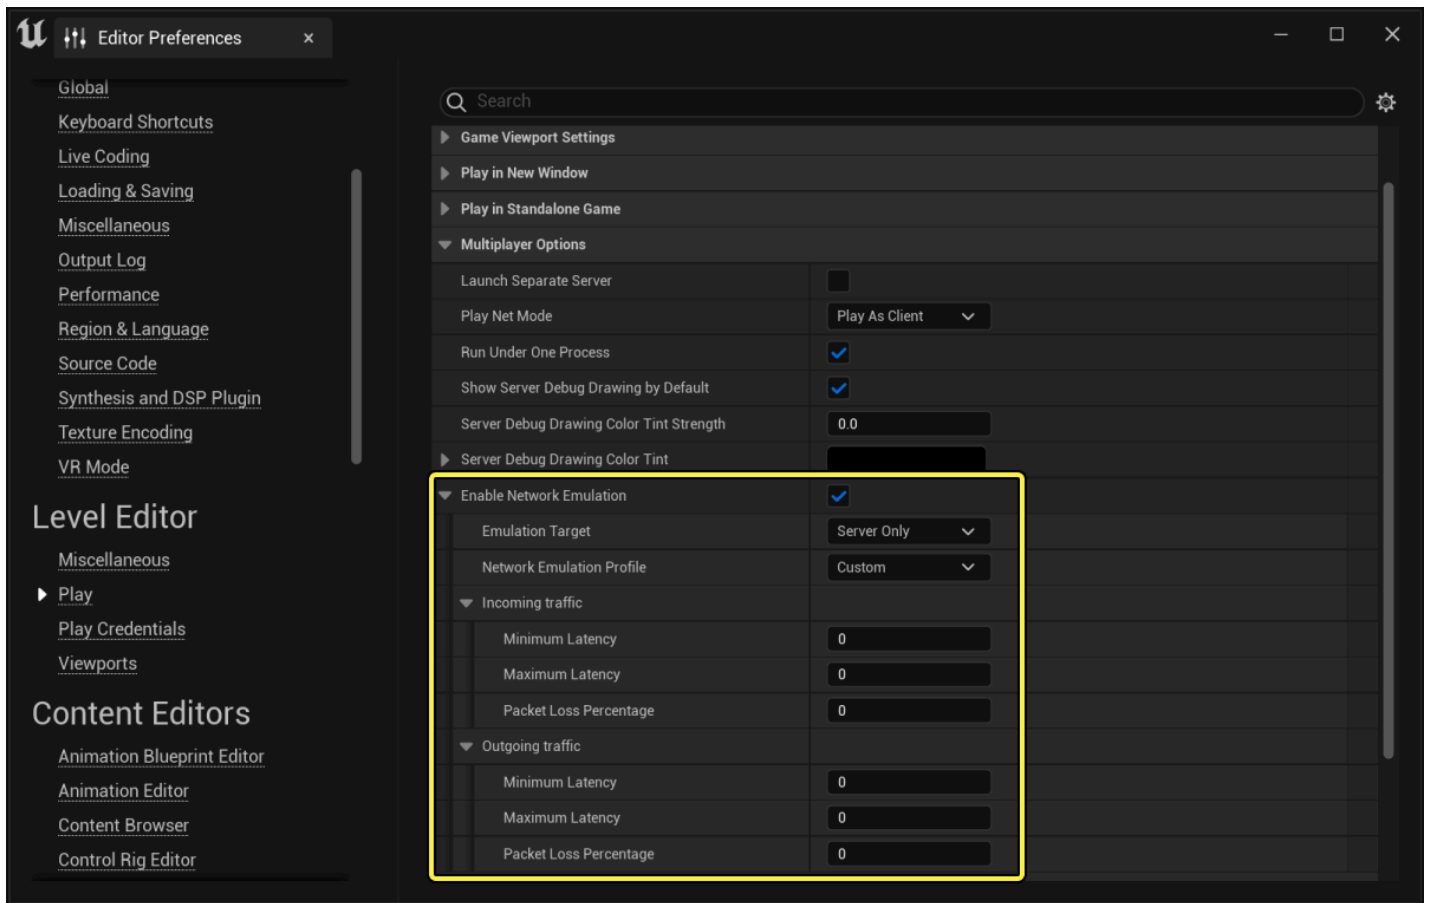 Editor Preferences
Global
Keyboard Shortcuts
Live Coding
Loading & Saving
Miscellaneous
Output Log
Performance
Region & Language
Source Code
Synthesis and DSP Plugin
Texture Encoding
VR Mode
Level Editor
Miscellaneous
Play
Play Credentials
Viewports
Content Editors
Animation Blueprint Editor
Animation Editor
Content Browser
Control Rig Editor
Search
Game Viewport Settings
Play in New Window
Play in Standalone Game
Multiplayer Options
Launch Separate Server
Play Net Mode Play As Client
Run Under One Process
Show Server Debug Drawing by Default
Server Debug Drawing Color Tint Strength 0.0
Server Debug Drawing Color Tint
Enable Network Emulation
Emulation Target Server Only
Network Emulation Profile Custom
Incoming traffic
Minimum Latency 0
Maximum Latency 0
Packet Loss Percentage 0
Outgoing traffic
Minimum Latency 0
Maximum Latency 0
Packet Loss Percentage 0